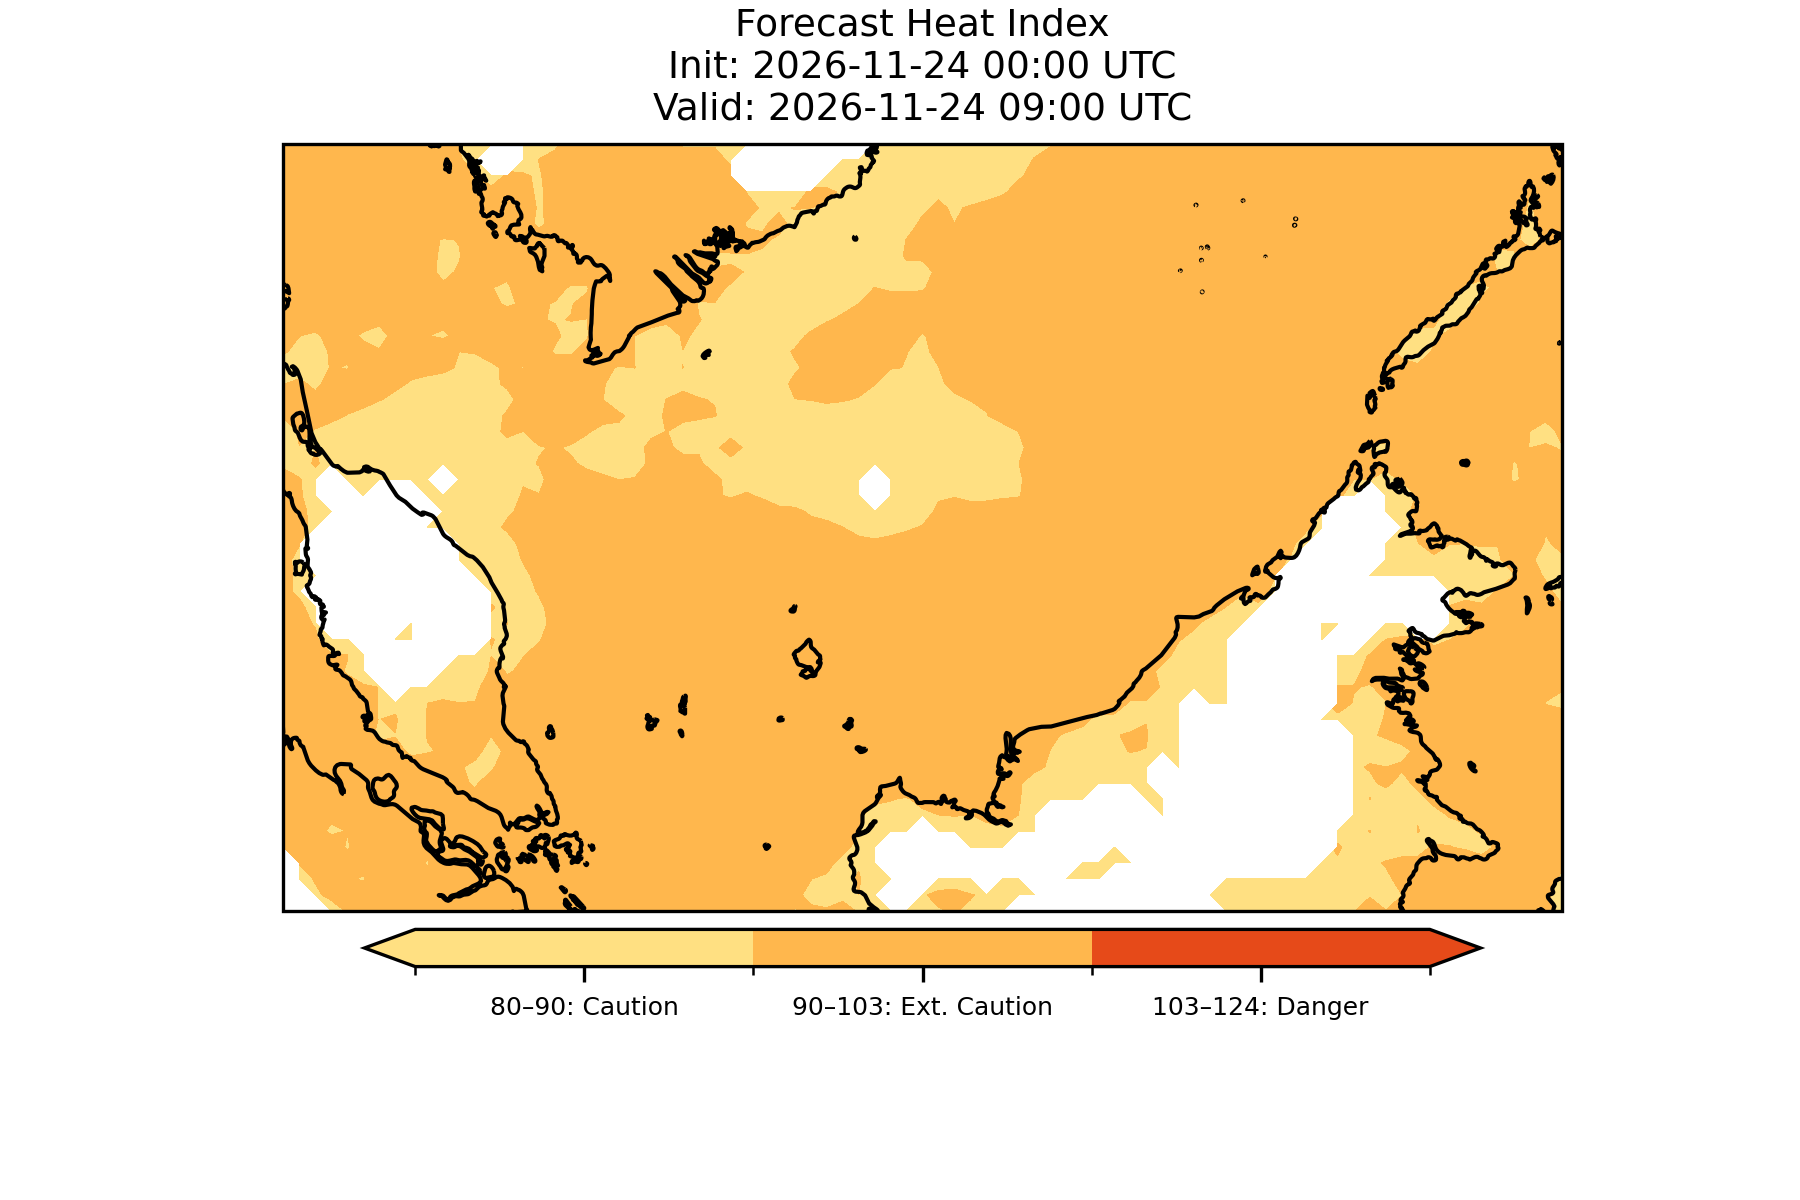 Forecast Heat Index
Init: 2026-11-24 00:00 UTC
Valid: 2026-11-24 09:00 UTC
80–90: Caution
90–103: Ext. Caution
103–124: Danger